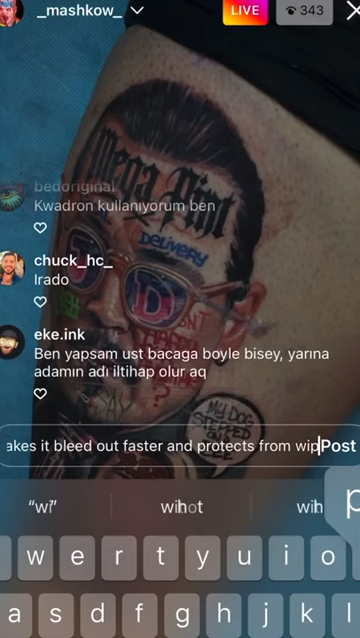 _mashkow_
LIVE
343
Mega Pint
DELIVERY
bedoriginal
Kwadron kullanıyorum ben
chuck_hc_
Irado
eke.ink
Ben yapsam ust bacaga boyle bisey, yarına
adamın adı iltihap olur aq
MY DOG
STEPPED
akes it bleed out faster and protects from wip
Post
“wi”
wihot
wih
p
w e r t y u i o
a s d f g h j k l